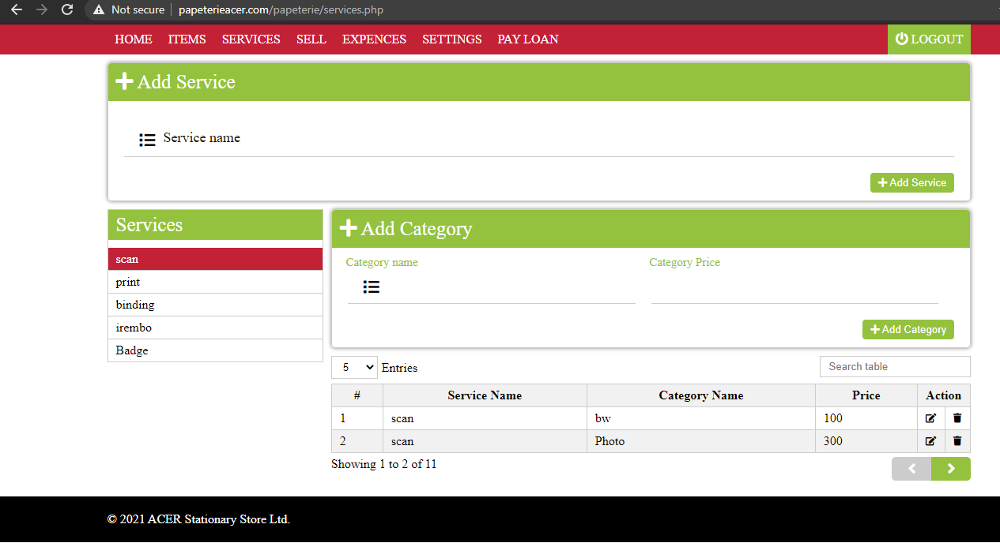 Not secure papeterieacer.com/papeterie/services.php
HOME ITEMS SERVICES SELL EXPENCES SETTINGS PAY LOAN LOGOUT
Add Service
Service name
Add Service
Services
scan
print
binding
irembo
Badge
Add Category
Category name Category Price
Add Category
5 Entries Search table
# Service Name Category Name Price Action
1 scan bw 100
2 scan Photo 300
Showing 1 to 2 of 11
© 2021 ACER Stationary Store Ltd.